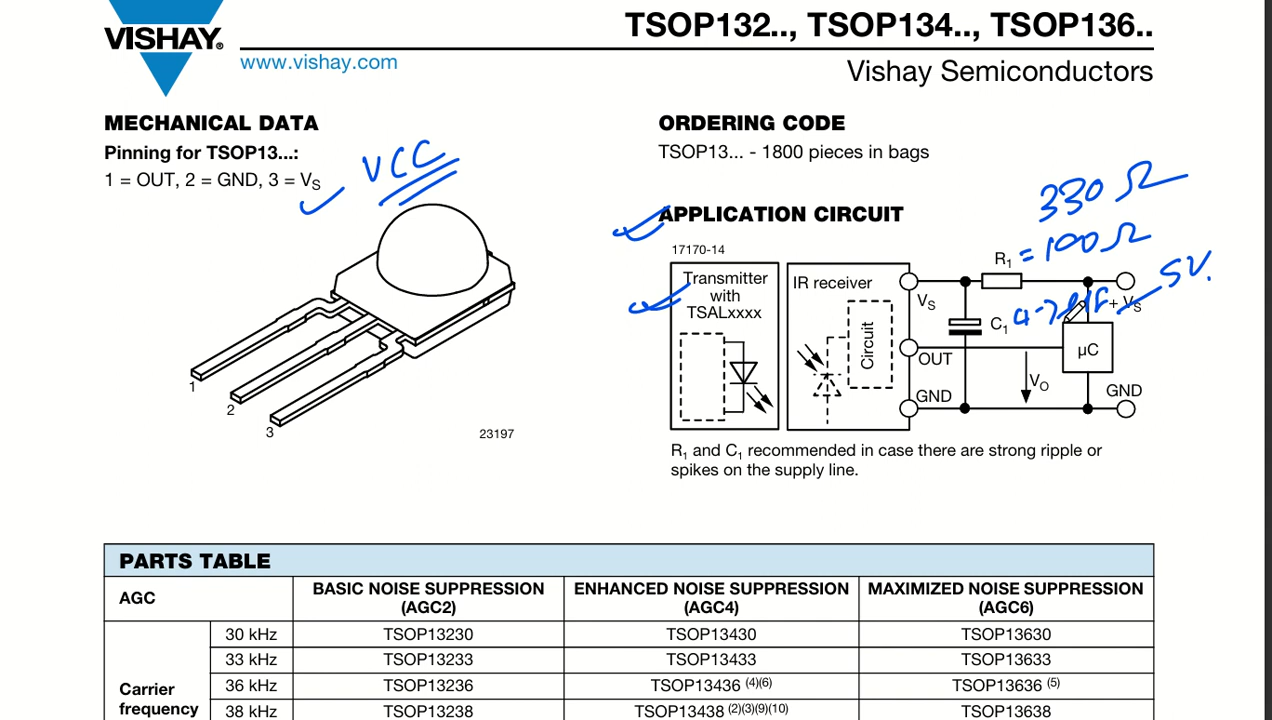 VISHAY®
www.vishay.com
TSOP132.., TSOP134.., TSOP136..
Vishay Semiconductors
MECHANICAL DATA
Pinning for TSOP13...:
1 = OUT, 2 = GND, 3 = VS
VCC
1
2
3
23197
ORDERING CODE
TSOP13... - 1800 pieces in bags
APPLICATION CIRCUIT
330 Ω
= 100 Ω
5V.
17170-14
Transmitter
with
TSALxxxx
IR receiver
Circuit
VS
OUT
GND
R1
C1
4.7
+ VS
µC
VO
GND
R1 and C1 recommended in case there are strong ripple or
spikes on the supply line.
PARTS TABLE
AGC
BASIC NOISE SUPPRESSION
(AGC2)
ENHANCED NOISE SUPPRESSION
(AGC4)
MAXIMIZED NOISE SUPPRESSION
(AGC6)
Carrier
frequency
30 kHz TSOP13230 TSOP13430 TSOP13630
33 kHz TSOP13233 TSOP13433 TSOP13633
36 kHz TSOP13236 TSOP13436 (4)(6) TSOP13636 (5)
38 kHz TSOP13238 TSOP13438 (2)(3)(9)(10) TSOP13638